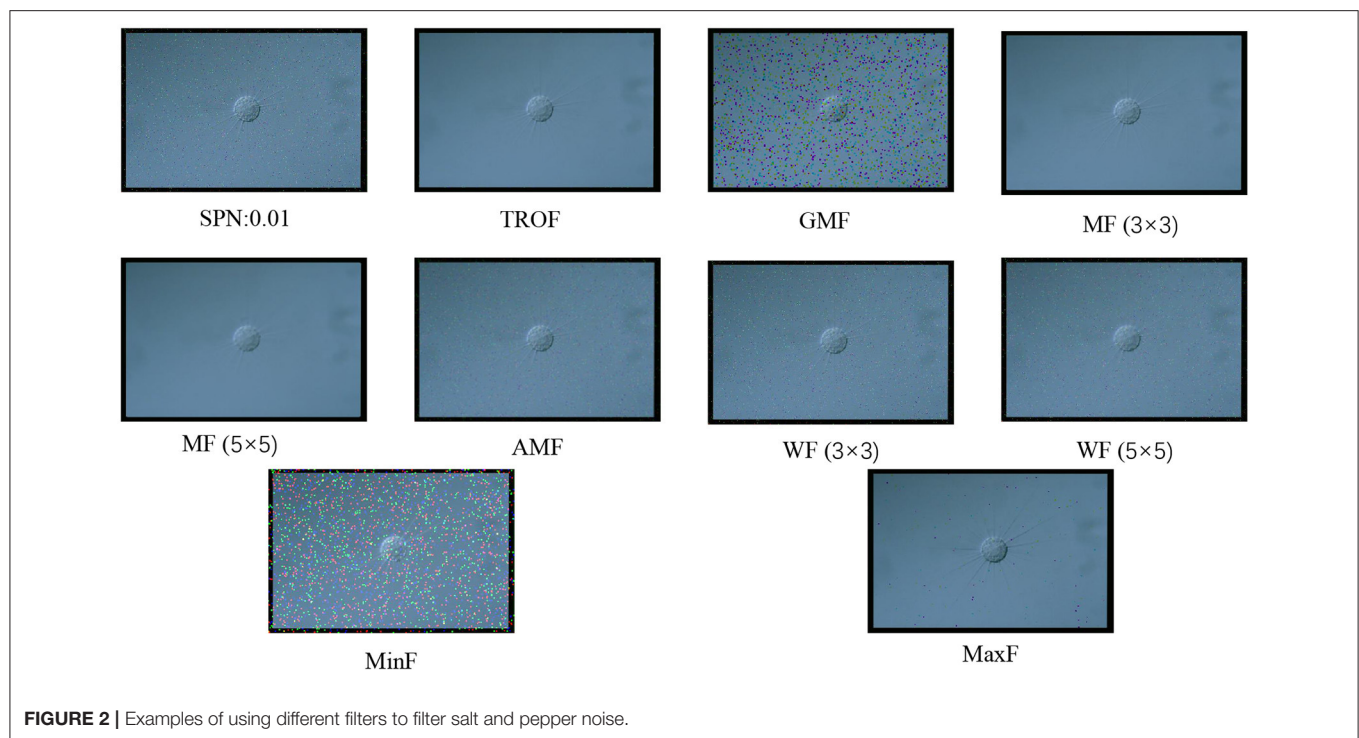 SPN:0.01 TROF GMF MF (3×3)
MF (5×5) AMF WF (3×3) WF (5×5)
MinF MaxF
FIGURE 2 | Examples of using different filters to filter salt and pepper noise.